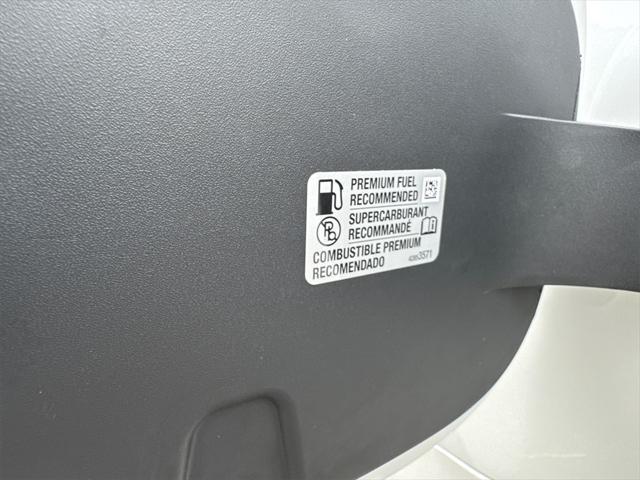 PREMIUM FUEL
RECOMMENDED
SUPERCARBURANT
RECOMMANDÉ
COMBUSTIBLE PREMIUM
RECOMENDADO